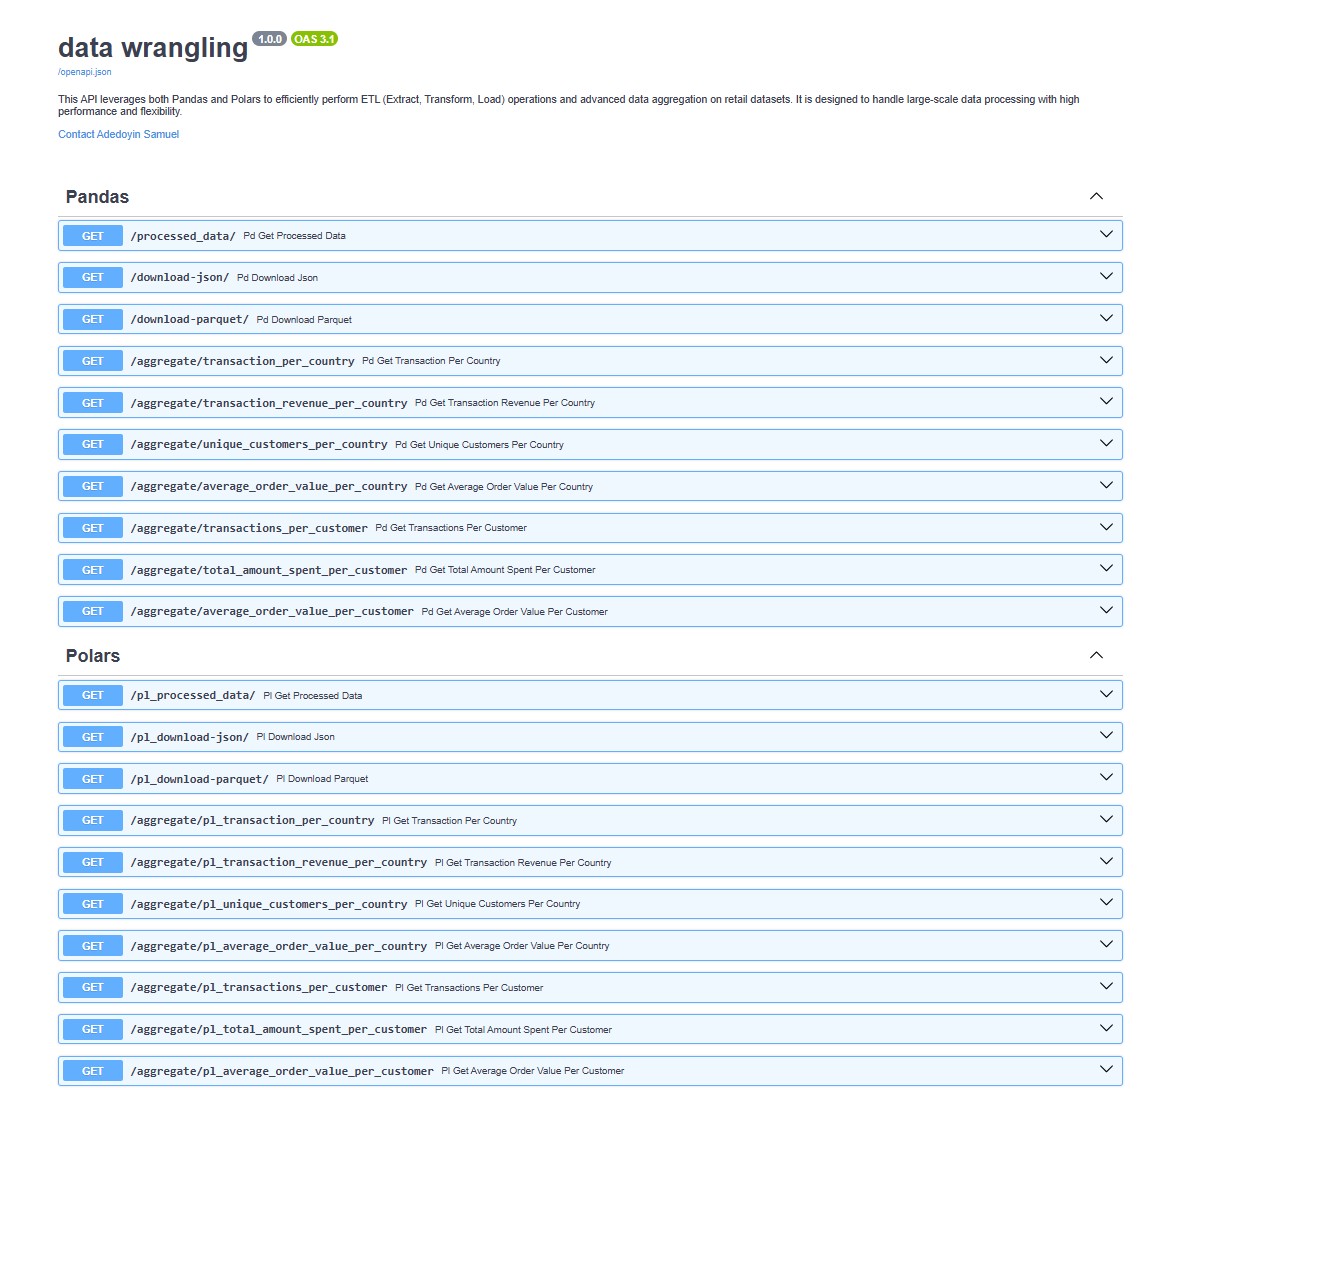 data wrangling 1.0.0 OAS 3.1
/openapi.json
This API leverages both Pandas and Polars to efficiently perform ETL (Extract, Transform, Load) operations and advanced data aggregation on retail datasets. It is designed to handle large-scale data processing with high
performance and flexibility.
Contact Adedoyin Samuel
Pandas
GET /processed_data/ Pd Get Processed Data
GET /download-json/ Pd Download Json
GET /download-parquet/ Pd Download Parquet
GET /aggregate/transaction_per_country Pd Get Transaction Per Country
GET /aggregate/transaction_revenue_per_country Pd Get Transaction Revenue Per Country
GET /aggregate/unique_customers_per_country Pd Get Unique Customers Per Country
GET /aggregate/average_order_value_per_country Pd Get Average Order Value Per Country
GET /aggregate/transactions_per_customer Pd Get Transactions Per Customer
GET /aggregate/total_amount_spent_per_customer Pd Get Total Amount Spent Per Customer
GET /aggregate/average_order_value_per_customer Pd Get Average Order Value Per Customer
Polars
GET /pl_processed_data/ Pl Get Processed Data
GET /pl_download-json/ Pl Download Json
GET /pl_download-parquet/ Pl Download Parquet
GET /aggregate/pl_transaction_per_country Pl Get Transaction Per Country
GET /aggregate/pl_transaction_revenue_per_country Pl Get Transaction Revenue Per Country
GET /aggregate/pl_unique_customers_per_country Pl Get Unique Customers Per Country
GET /aggregate/pl_average_order_value_per_country Pl Get Average Order Value Per Country
GET /aggregate/pl_transactions_per_customer Pl Get Transactions Per Customer
GET /aggregate/pl_total_amount_spent_per_customer Pl Get Total Amount Spent Per Customer
GET /aggregate/pl_average_order_value_per_customer Pl Get Average Order Value Per Customer